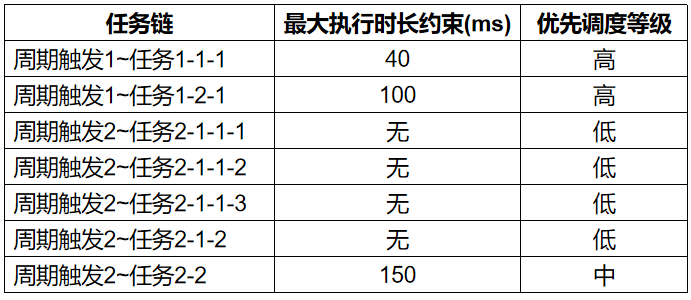 任务链 最大执行时长约束(ms) 优先调度等级
周期触发1~任务1-1-1 40 高
周期触发1~任务1-2-1 100 高
周期触发2~任务2-1-1-1 无 低
周期触发2~任务2-1-1-2 无 低
周期触发2~任务2-1-1-3 无 低
周期触发2~任务2-1-2 无 低
周期触发2~任务2-2 150 中